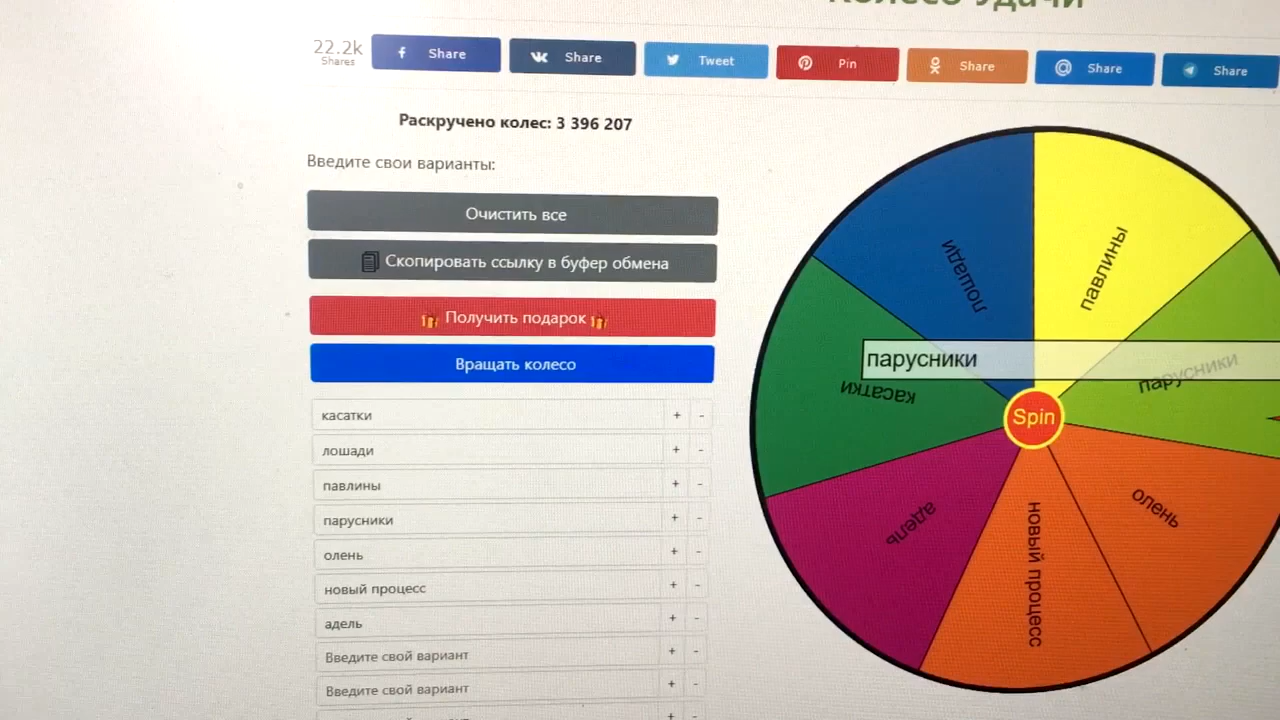 Колесо Удачи
22.2k
Shares
Share
Share
Tweet
Pin
Share
Share
Share
Раскручено колес: 3 396 207
Введите свои варианты:
Очистить все
Скопировать ссылку в буфер обмена
Получить подарок
Вращать колесо
касатки + -
лошади + -
павлины + -
парусники + -
олень + -
новый процесс + -
адель + -
Введите свой вариант + -
Введите свой вариант + -
лошади
павлины
парусники
касатки
парусники
Spin
олень
адель
новый процесс